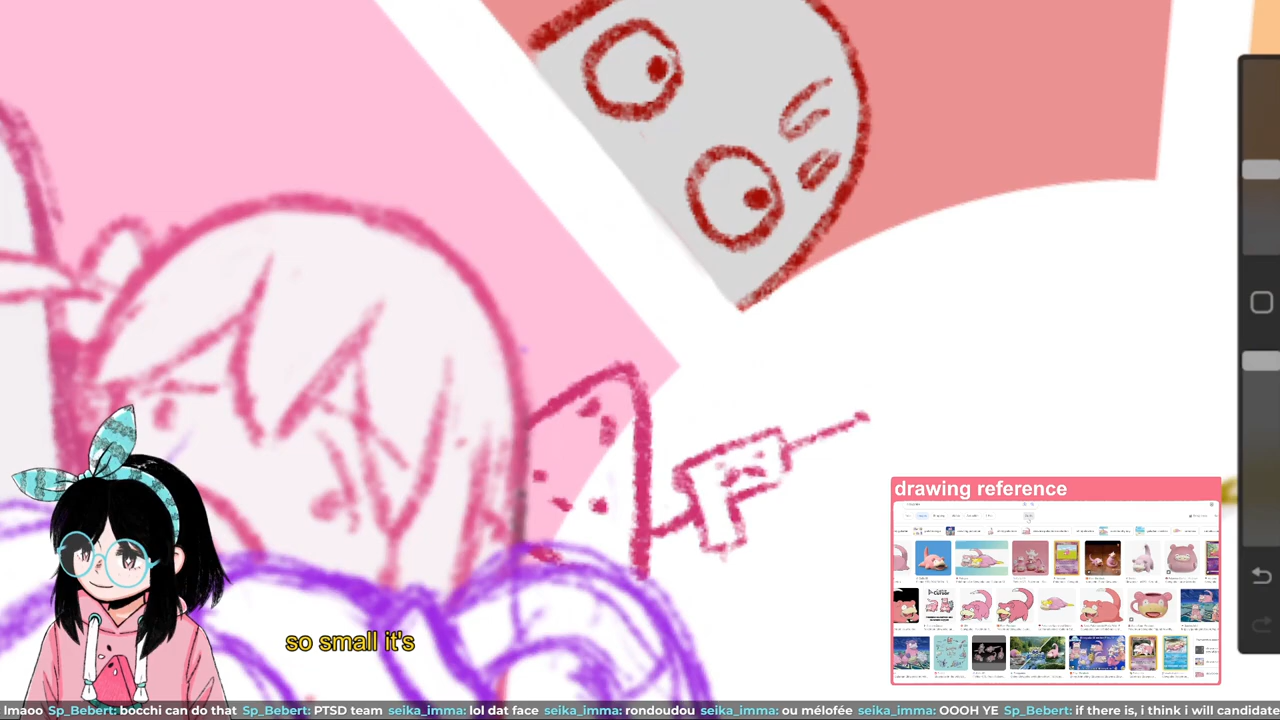 drawing reference
so small it's
lmaoo Sp_Bebert: bocchi can do that Sp_Bebert: PTSD team seika_imma: lol dat face seika_imma: rondoudou seika_imma: ou mélofée seika_imma: OOOH YE Sp_Bebert: if there is, i think i will candidate